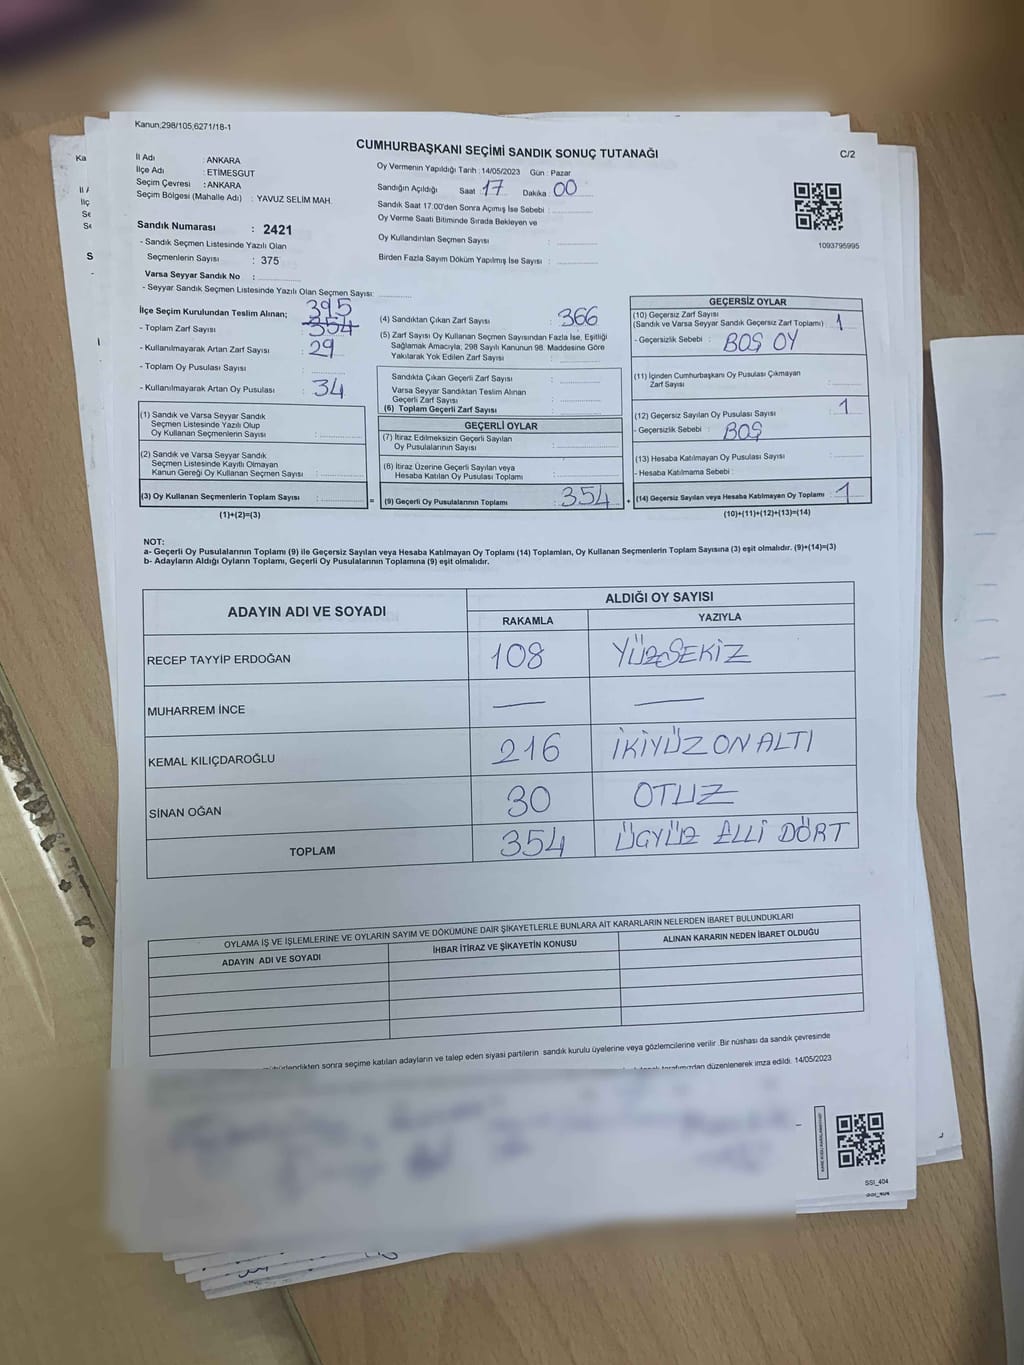 Kanun;298/105;6271/18-1
CUMHURBAŞKANI SEÇİMİ SANDIK SONUÇ TUTANAĞI
C/2
İl Adı : ANKARA
İlçe Adı : ETİMESGUT
Seçim Çevresi : ANKARA
Seçim Bölgesi (Mahalle Adı) : YAVUZ SELİM MAH.
Oy Vermenin Yapıldığı Tarih : 14/05/2023 Gün : Pazar
Sandığın Açıldığı Saat 17 Dakika 00
Sandık Saat 17:00'den Sonra Açımış İse Sebebi :
Oy Verme Saati Bitiminde Sırada Bekleyen ve
Oy Kullandırılan Seçmen Sayısı :
Birden Fazla Sayım Döküm Yapılmış İse Sayısı :
1093795995
Sandık Numarası : 2421
- Sandık Seçmen Listesinde Yazılı Olan
Seçmenlerin Sayısı : 375
Varsa Seyyar Sandık No :
- Seyyar Sandık Seçmen Listesinde Yazılı Olan Seçmen Sayısı:
İlçe Seçim Kurulundan Teslim Alınan; 395
- Toplam Zarf Sayısı : 354
- Kullanılmayarak Artan Zarf Sayısı : 29
- Toplam Oy Pusulası Sayısı :
- Kullanılmayarak Artan Oy Pusulası : 34
(1) Sandık ve Varsa Seyyar Sandık
Seçmen Listesinde Yazılı Olup
Oy Kullanan Seçmenlerin Sayısı :
(2) Sandık ve Varsa Seyyar Sandık
Seçmen Listesinde Kayıtlı Olmayan
Kanun Gereği Oy Kullanan Seçmen Sayısı :
(3) Oy Kullanan Seçmenlerin Toplam Sayısı : =
(1)+(2)=(3)
(4) Sandıktan Çıkan Zarf Sayısı : 366
(5) Zarf Sayısı Oy Kullanan Seçmen Sayısından Fazla İse, Eşitliği
Sağlamak Amacıyla, 298 Sayılı Kanunun 98. Maddesine Göre
Yakılarak Yok Edilen Zarf Sayısı :
Sandıkta Çıkan Geçerli Zarf Sayısı :
Varsa Seyyar Sandıktan Teslim Alınan
Geçerli Zarf Sayısı :
(6) Toplam Geçerli Zarf Sayısı :
GEÇERLİ OYLAR
(7) İtiraz Edilmeksizin Geçerli Sayılan
Oy Pusulalarının Sayısı :
(8) İtiraz Üzerine Geçerli Sayılan veya
Hesaba Katılan Oy Pusulası Toplamı :
(9) Geçerli Oy Pusulalarının Toplamı : 354 +
GEÇERSİZ OYLAR
(10) Geçersiz Zarf Sayısı
(Sandık ve Varsa Seyyar Sandık Geçersiz Zarf Toplamı) : 1
- Geçersizlik Sebebi : BOŞ OY
(11) İçinden Cumhurbaşkanı Oy Pusulası Çıkmayan
Zarf Sayısı :
(12) Geçersiz Sayılan Oy Pusulası Sayısı : 1
- Geçersizlik Sebebi : BOŞ
(13) Hesaba Katılmayan Oy Pusulası Sayısı :
- Hesaba Katılmama Sebebi :
(14) Geçersiz Sayılan veya Hesaba Katılmayan Oy Toplamı : 1
(10)+(11)+(12)+(13)=(14)
NOT:
a- Geçerli Oy Pusulalarının Toplamı (9) ile Geçersiz Sayılan veya Hesaba Katılmayan Oy Toplamı (14) Toplamları, Oy Kullanan Seçmenlerin Toplam Sayısına (3) eşit olmalıdır. (9)+(14)=(3)
b- Adayların Aldığı Oyların Toplamı, Geçerli Oy Pusulalarının Toplamına (9) eşit olmalıdır.
ADAYIN ADI VE SOYADI
ALDIĞI OY SAYISI
RAKAMLA YAZIYLA
RECEP TAYYİP ERDOĞAN 108 YÜZSEKİZ
MUHARREM İNCE — —
KEMAL KILIÇDAROĞLU 216 İKİYÜZ ON ALTI
SİNAN OĞAN 30 OTUZ
TOPLAM 354 ÜÇYÜZ ELLİ DÖRT
OYLAMA İŞ VE İŞLEMLERİNE VE OYLARIN SAYIM VE DÖKÜMÜNE DAİR ŞİKAYETLERLE BUNLARA AİT KARARLARIN NELERDEN İBARET BULUNDUKLARI
ADAYIN ADI VE SOYADI İHBAR İTİRAZ VE ŞİKAYETİN KONUSU ALINAN KARARIN NEDEN İBARET OLDUĞU
sonra seçime katılan adayların ve talep eden siyasi partilerin sandık kurulu üyelerine veya gözlemcilerine verilir. Bir nüshası da sandık çevresinde
düzenlenerek imza edildi. 14/05/2023
SSI_404
SSI_404